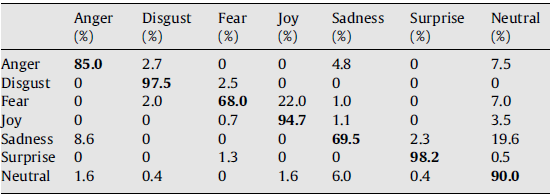 Anger Disgust Fear Joy Sadness Surprise Neutral
(%) (%) (%) (%) (%) (%) (%)
Anger 85.0 2.7 0 0 4.8 0 7.5
Disgust 0 97.5 2.5 0 0 0 0
Fear 0 2.0 68.0 22.0 1.0 0 7.0
Joy 0 0 0.7 94.7 1.1 0 3.5
Sadness 8.6 0 0 0 69.5 2.3 19.6
Surprise 0 0 1.3 0 0 98.2 0.5
Neutral 1.6 0.4 0 1.6 6.0 0.4 90.0